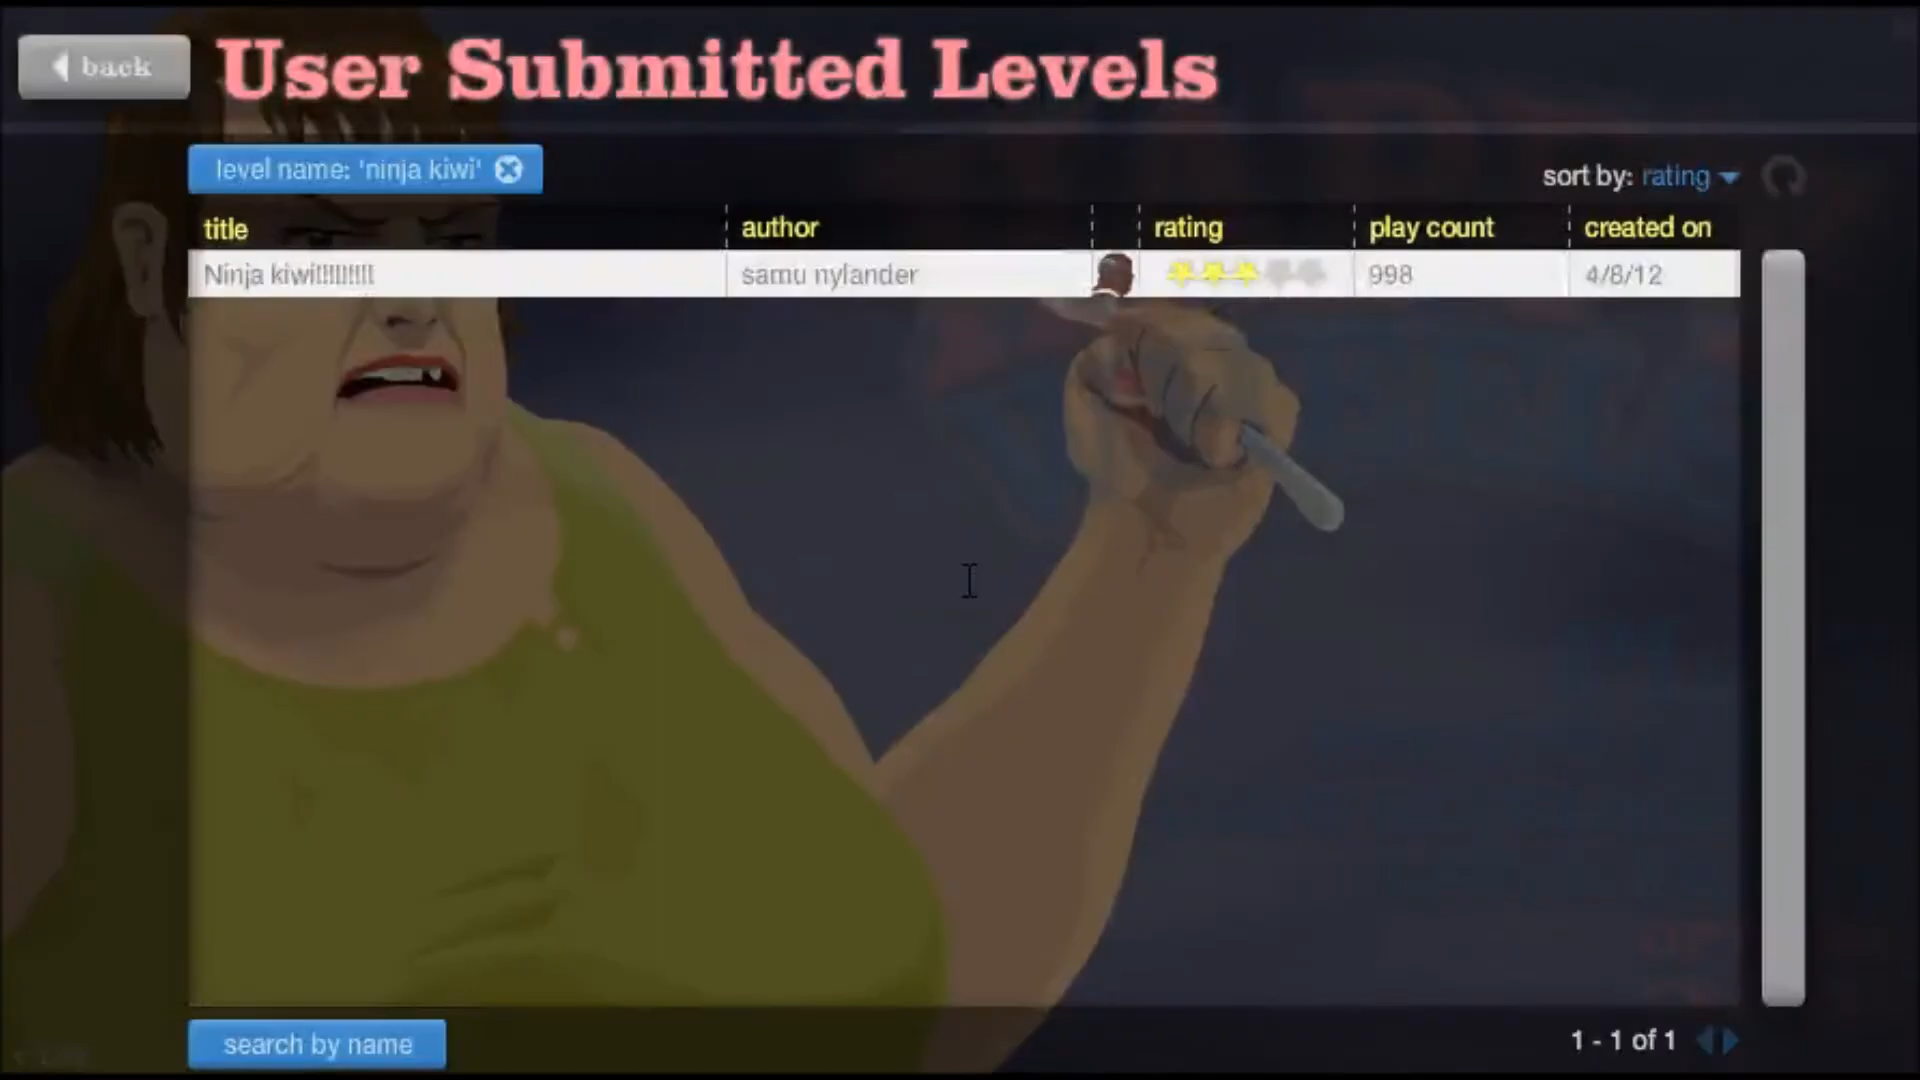 back
User Submitted Levels
level name: 'ninja kiwi'
sort by: rating
title author rating play count created on
Ninja kiwi!!!!!!!!!! samu nylander 998 4/8/12
search by name
1 - 1 of 1